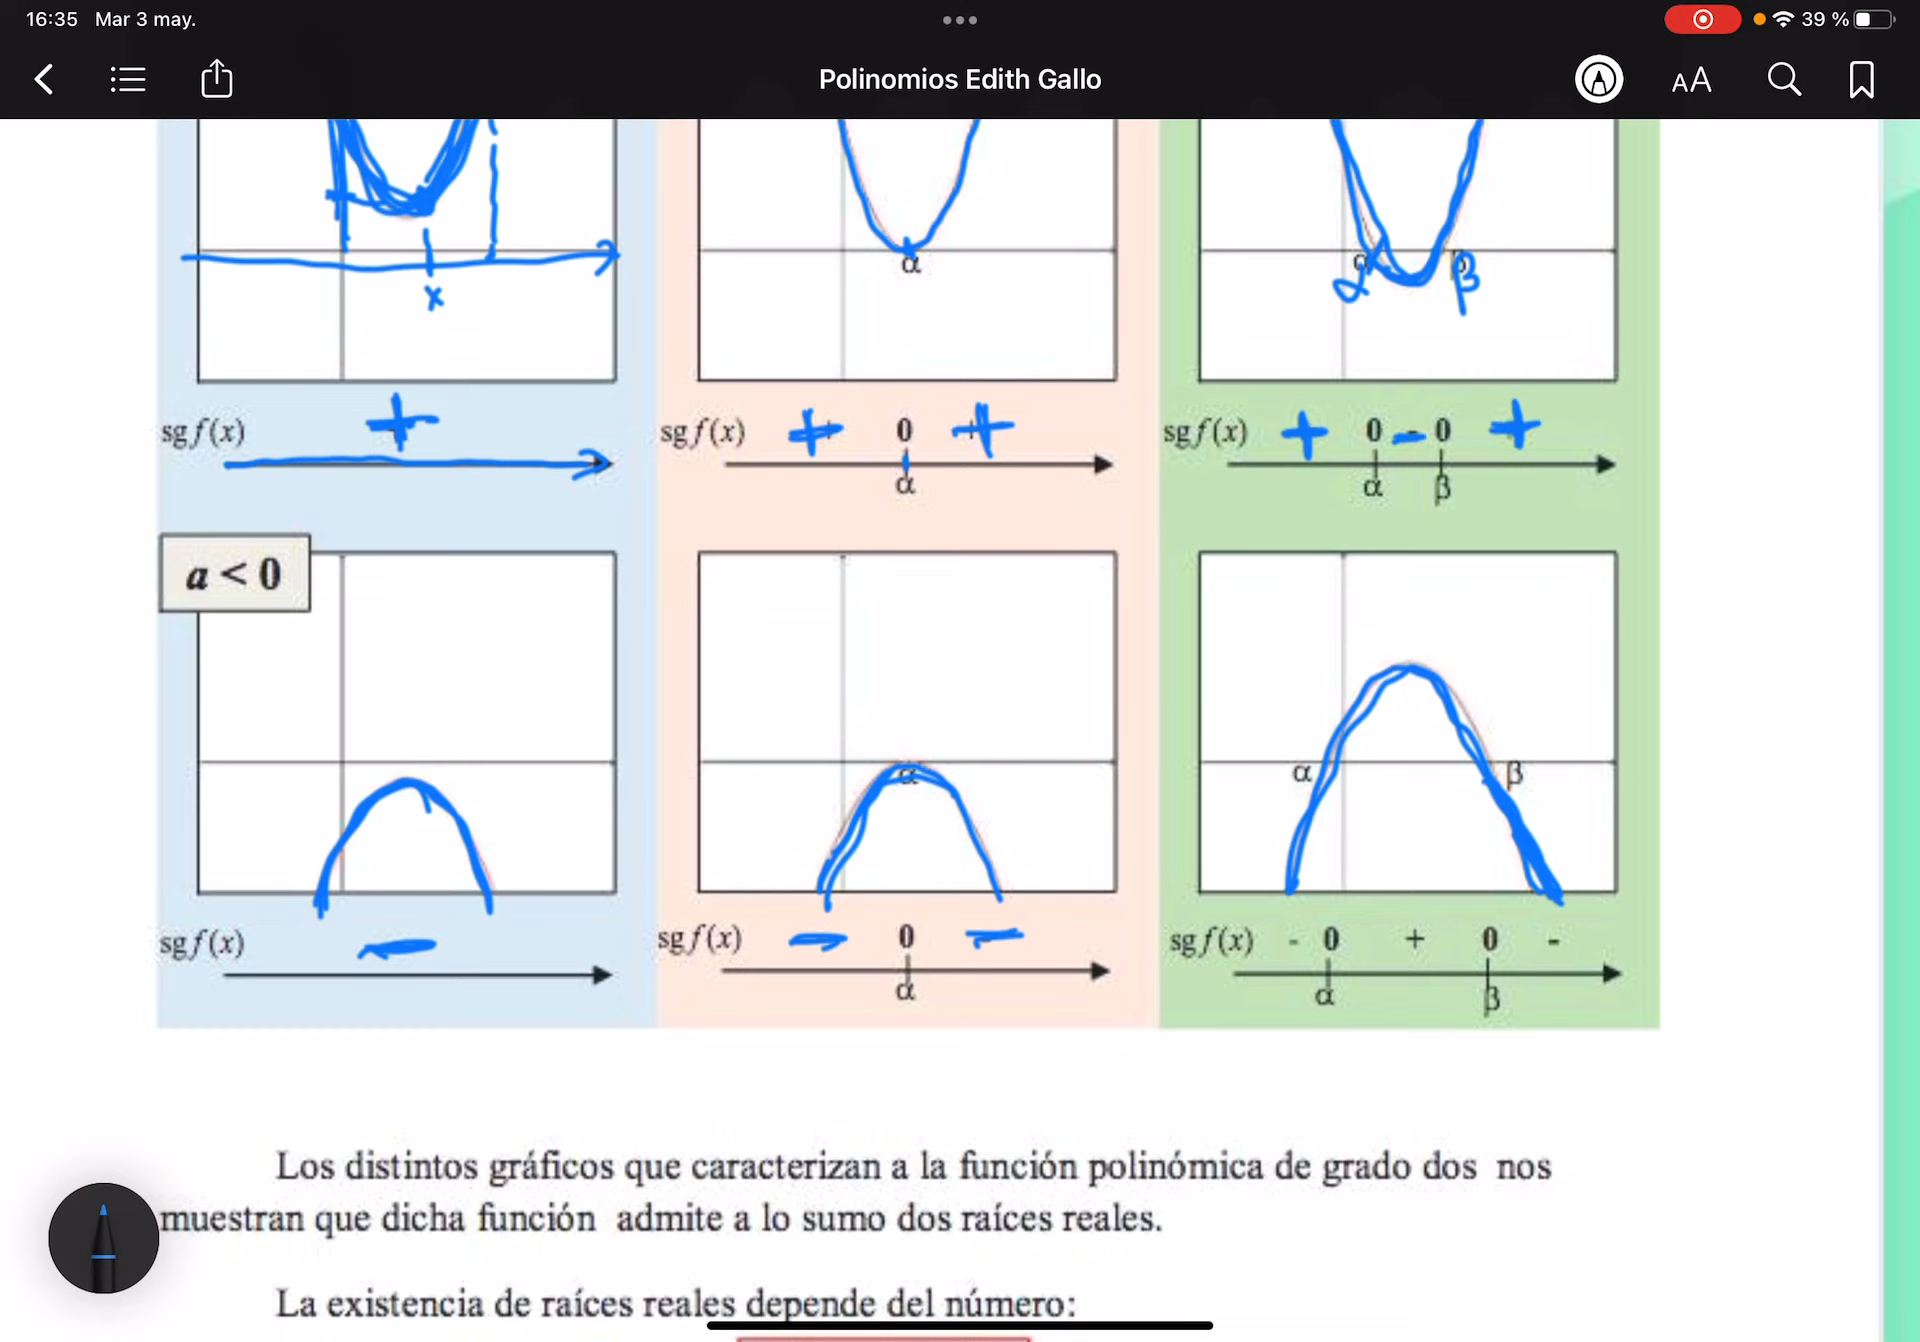 16:35 Mar 3 may.
39 %
Polinomios Edith Gallo
AA
x
α
α
β
α β
sg f(x) +
sg f(x) + 0 +
α
sg f(x) + 0 - 0 +
α β
a < 0
α
α β
sg f(x) -
sg f(x) - 0 -
α
sg f(x) - 0 + 0 -
α β
Los distintos gráficos que caracterizan a la función polinómica de grado dos nos
muestran que dicha función admite a lo sumo dos raíces reales.
La existencia de raíces reales depende del número: